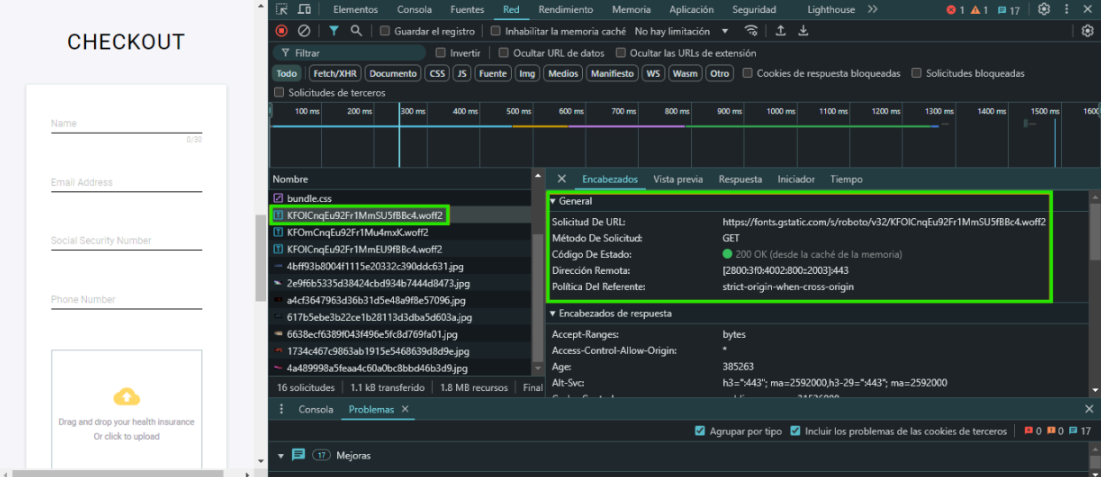 CHECKOUT
Name
0/30
Email Address
Social Security Number
Phone Number
Drag and drop your health insurance
Or click to upload
Elementos Consola Fuentes Red Rendimiento Memoria Aplicación Seguridad Lighthouse 1 1 17
Guardar el registro Inhabilitar la memoria caché No hay limitación
Filtrar Invertir Ocultar URL de datos Ocultar las URLs de extensión
Todo Fetch/XHR Documento CSS JS Fuente Img Medios Manifiesto WS Wasm Otro Cookies de respuesta bloqueadas Solicitudes bloqueadas
Solicitudes de terceros
100 ms 200 ms 300 ms 400 ms 500 ms 600 ms 700 ms 800 ms 900 ms 1000 ms 1100 ms 1200 ms 1300 ms 1400 ms 1500 ms 1600
Nombre
bundle.css
KFOlCnqEu92Fr1MmSU5fBBc4.woff2
KFOmCnqEu92Fr1Mu4mxK.woff2
KFOlCnqEu92Fr1MmEU9fBBc4.woff2
4bff93b8004f1115e20332c390ddc631.jpg
2e9f6b5335d38424cbd934b7444d8473.jpg
a4cf3647963d36b31d5e48a9f8e57096.jpg
617b5ebe3b22ce1b28113d3dba5d603a.jpg
6638ecf6389f043f496e5fc8d769fa01.jpg
1734c467c9863ab1915e5468639d8d9e.jpg
4a489998a5feaa4c60a0bc8bbd46b3d9.jpg
16 solicitudes 1.1 kB transferido 1.8 MB recursos Final
Encabezados Vista previa Respuesta Iniciador Tiempo
General
Solicitud De URL: https://fonts.gstatic.com/s/roboto/v32/KFOlCnqEu92Fr1MmSU5fBBc4.woff2
Método De Solicitud: GET
Código De Estado: 200 OK (desde la caché de la memoria)
Dirección Remota: [2800:3f0:4002:800::2003]:443
Política Del Referente: strict-origin-when-cross-origin
Encabezados de respuesta
Accept-Ranges: bytes
Access-Control-Allow-Origin: *
Age: 385263
Alt-Svc: h3=":443"; ma=2592000,h3-29=":443"; ma=2592000
Consola Problemas
Agrupar por tipo Incluir los problemas de las cookies de terceros 0 0 17
17 Mejoras